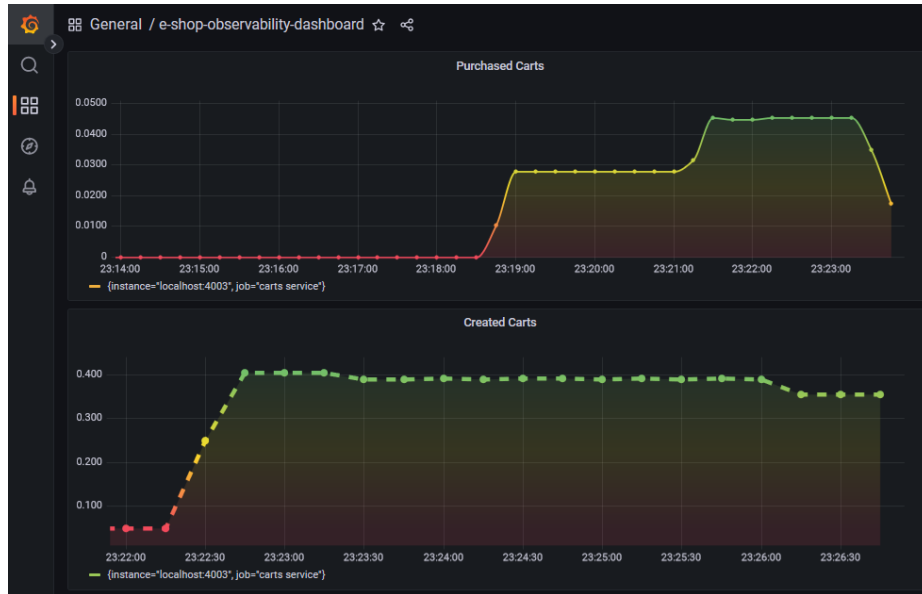 General / e-shop-observability-dashboard
Purchased Carts
0.0500
0.0400
0.0300
0.0200
0.0100
0
23:14:00 23:15:00 23:16:00 23:17:00 23:18:00 23:19:00 23:20:00 23:21:00 23:22:00 23:23:00
{instance="localhost:4003", job="carts service"}
Created Carts
0.400
0.300
0.200
0.100
23:22:00 23:22:30 23:23:00 23:23:30 23:24:00 23:24:30 23:25:00 23:25:30 23:26:00 23:26:30
{instance="localhost:4003", job="carts service"}